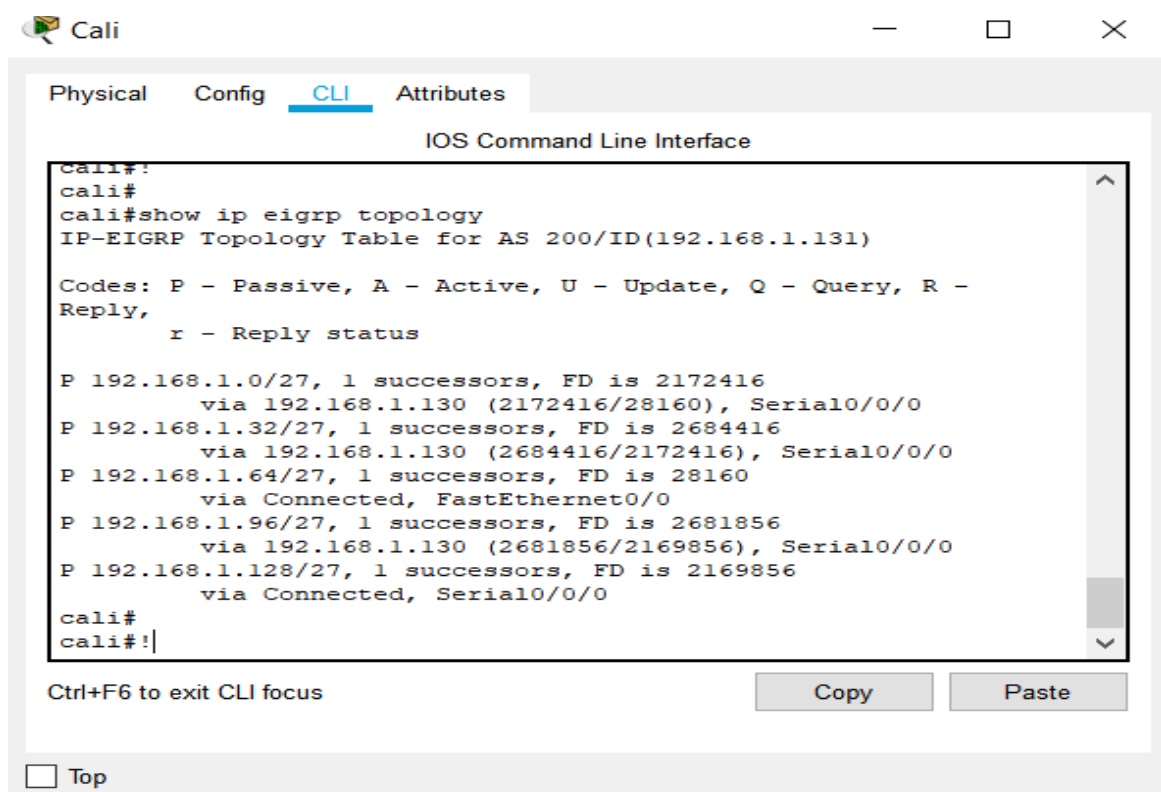 Cali
Physical Config CLI Attributes
IOS Command Line Interface
cali#!
cali#
cali#show ip eigrp topology
IP-EIGRP Topology Table for AS 200/ID(192.168.1.131)
Codes: P - Passive, A - Active, U - Update, Q - Query, R -
Reply,
r - Reply status
P 192.168.1.0/27, 1 successors, FD is 2172416
via 192.168.1.130 (2172416/28160), Serial0/0/0
P 192.168.1.32/27, 1 successors, FD is 2684416
via 192.168.1.130 (2684416/2172416), Serial0/0/0
P 192.168.1.64/27, 1 successors, FD is 28160
via Connected, FastEthernet0/0
P 192.168.1.96/27, 1 successors, FD is 2681856
via 192.168.1.130 (2681856/2169856), Serial0/0/0
P 192.168.1.128/27, 1 successors, FD is 2169856
via Connected, Serial0/0/0
cali#
cali#!
Ctrl+F6 to exit CLI focus
Copy Paste
Top